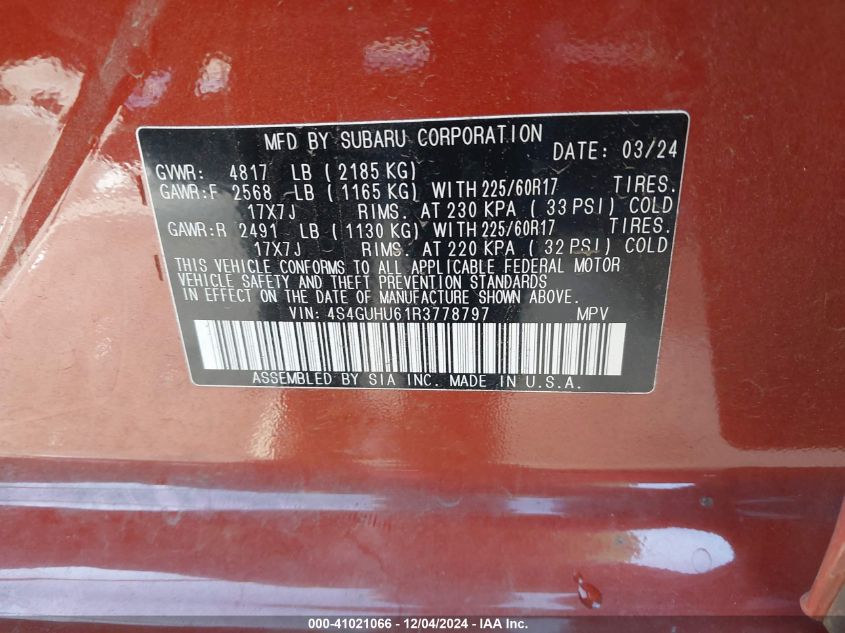 MFD BY SUBARU CORPORATION
DATE: 03/24
GVWR: 4817 LB ( 2185 KG)
GAWR:F 2568 LB ( 1165 KG) WITH 225/60R17 TIRES.
17X7J RIMS. AT 230 KPA ( 33 PSI) COLD
GAWR:R 2491 LB ( 1130 KG) WITH 225/60R17 TIRES.
17X7J RIMS. AT 220 KPA ( 32 PSI) COLD
THIS VEHICLE CONFORMS TO ALL APPLICABLE FEDERAL MOTOR
VEHICLE SAFETY AND THEFT PREVENTION STANDARDS
IN EFFECT ON THE DATE OF MANUFACTURE SHOWN ABOVE.
VIN: 4S4GUHU61R3778797 MPV
ASSEMBLED BY SIA INC. MADE IN U.S.A.
000-41021066 - 12/04/2024 - IAA Inc.